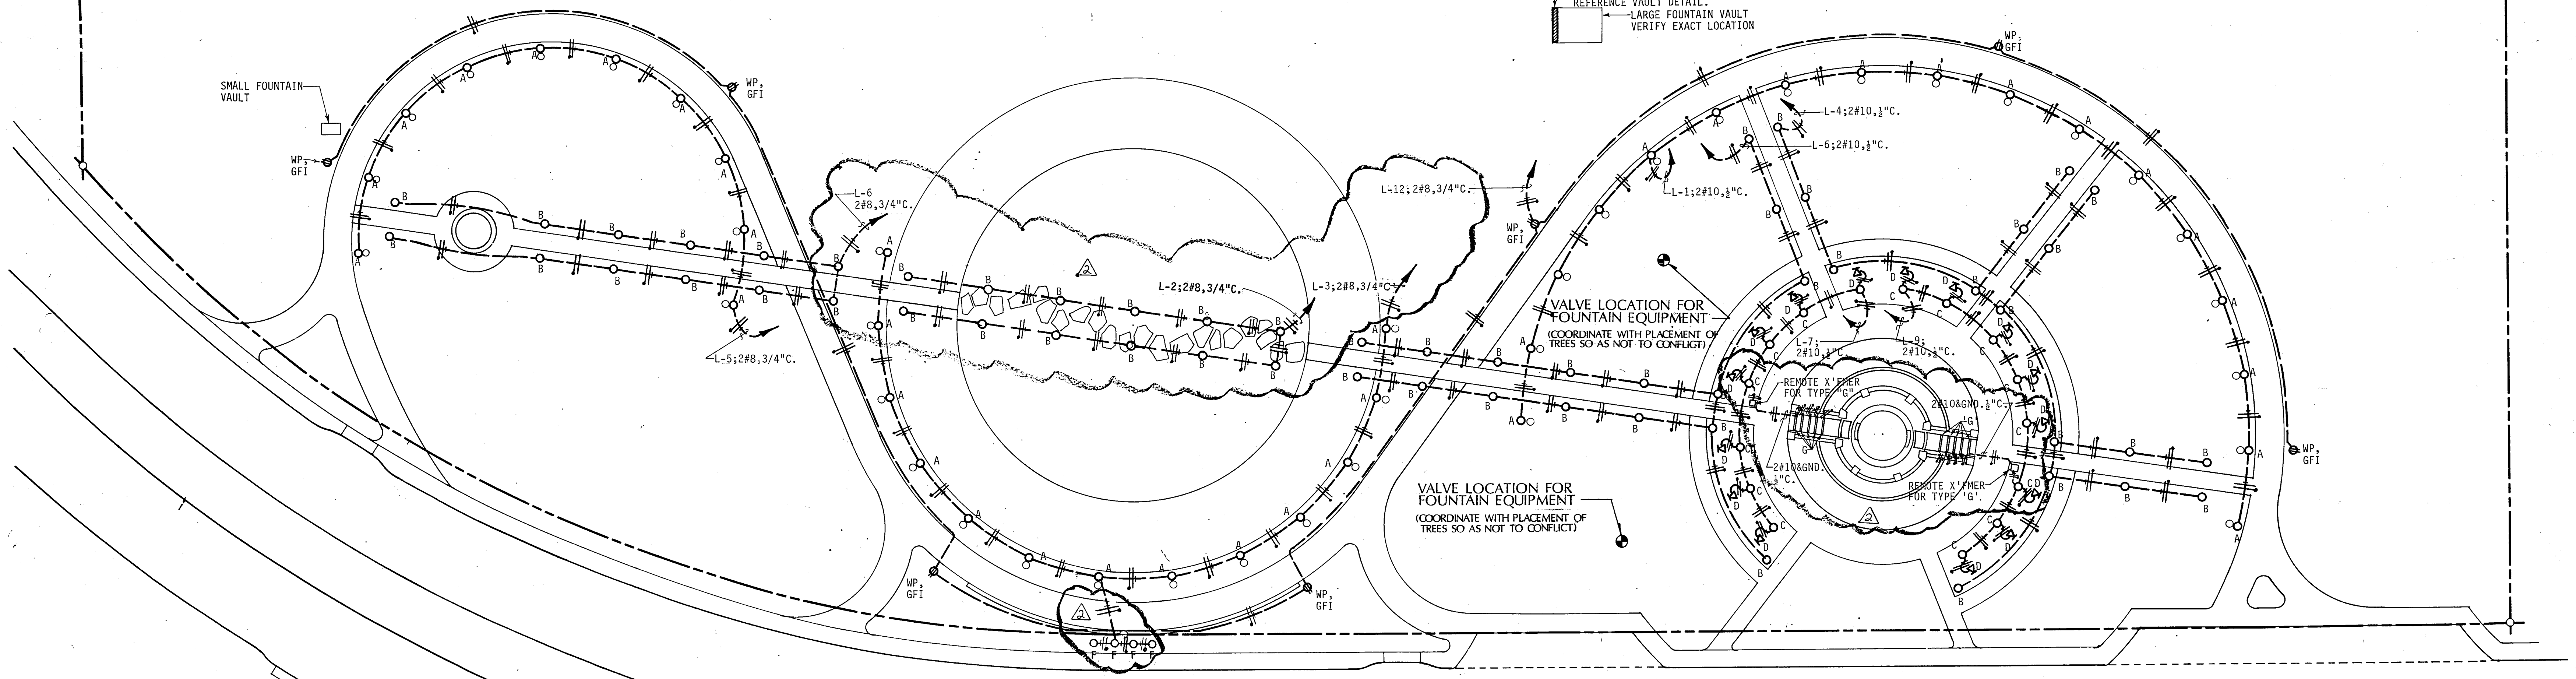 REFERENCE VAULT DETAIL.
LARGE FOUNTAIN VAULT
VERIFY EXACT LOCATION
SMALL FOUNTAIN
VAULT
WP,
GFI
WP,
GFI
WP,
GFI
L-4;2#10,½"C.
L-6;2#10,½"C.
L-1;2#10,½"C.
L-12;2#8,3/4"C.
WP,
GFI
L-6
2#8,3/4"C.
2
L-2;2#8,3/4"C.
L-3;2#8,3/4"C
L-5;2#8,3/4"C.
VALVE LOCATION FOR
FOUNTAIN EQUIPMENT
(COORDINATE WITH PLACEMENT OF
TREES SO AS NOT TO CONFLICT)
L-7;
2#10,½"C.
L-9;
2#10,½"C.
REMOTE X'FMER
FOR TYPE "G"
2#10&GND.½"C.
'G'
G
2#10&GND.
½"C.
REMOTE X'FMER
FOR TYPE 'G'.
2
WP,
GFI
VALVE LOCATION FOR
FOUNTAIN EQUIPMENT
(COORDINATE WITH PLACEMENT OF
TREES SO AS NOT TO CONFLICT)
WP,
GFI
WP,
GFI
2
F F F F
A A A A A A A A A A A
B B B B B B B B B B B B
B B B B B B B B B B B B
A A A A A A A A A A A A
B B B B B B B B B B B B
A A A A A A A A A A A A A
C C C C C C C C C C
D D D D D D D D D D